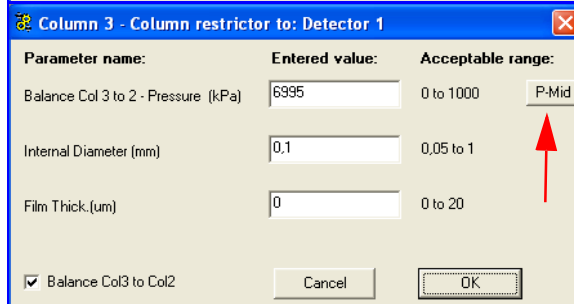 Column 3 - Column restrictor to: Detector 1
Parameter name: Entered value: Acceptable range:
Balance Col 3 to 2 - Pressure (kPa) 6995 0 to 1000 P-Mid
Internal Diameter (mm) 0,1 0,05 to 1
Film Thick.(um) 0 0 to 20
Balance Col3 to Col2 Cancel OK